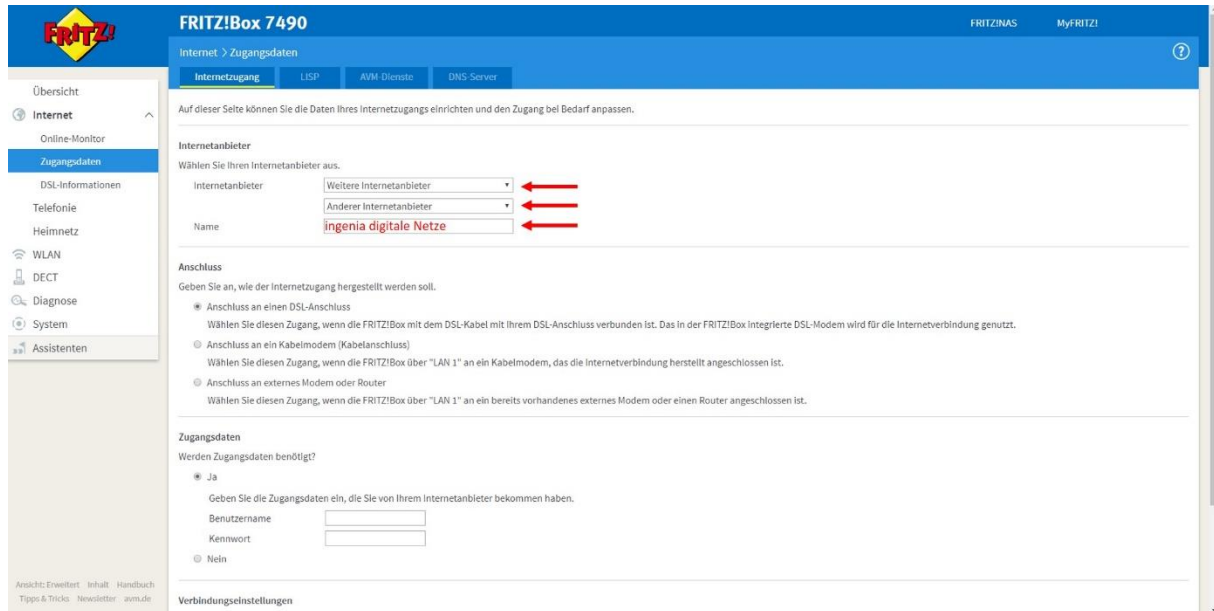 FRITZ!
FRITZ!Box 7490
FRITZ!NAS
MyFRITZ!
Internet > Zugangsdaten
?
Internetzugang
LISP
AVM-Dienste
DNS-Server
Übersicht
Internet
Online-Monitor
Zugangsdaten
DSL-Informationen
Telefonie
Heimnetz
WLAN
DECT
Diagnose
System
Assistenten
Ansicht: Erweitert Inhalt Handbuch
Tipps & Tricks Newsletter avm.de
Auf dieser Seite können Sie die Daten Ihres Internetzugangs einrichten und den Zugang bei Bedarf anpassen.
Internetanbieter
Wählen Sie Ihren Internetanbieter aus.
Internetanbieter Weitere Internetanbieter
Anderer Internetanbieter
Name ingenia digitale Netze
Anschluss
Geben Sie an, wie der Internetzugang hergestellt werden soll.
Anschluss an einen DSL-Anschluss
Wählen Sie diesen Zugang, wenn die FRITZ!Box mit dem DSL-Kabel mit Ihrem DSL-Anschluss verbunden ist. Das in der FRITZ!Box integrierte DSL-Modem wird für die Internetverbindung genutzt.
Anschluss an ein Kabelmodem (Kabelanschluss)
Wählen Sie diesen Zugang, wenn die FRITZ!Box über "LAN 1" an ein Kabelmodem, das die Internetverbindung herstellt angeschlossen ist.
Anschluss an externes Modem oder Router
Wählen Sie diesen Zugang, wenn die FRITZ!Box über "LAN 1" an ein bereits vorhandenes externes Modem oder einen Router angeschlossen ist.
Zugangsdaten
Werden Zugangsdaten benötigt?
Ja
Geben Sie die Zugangsdaten ein, die Sie von Ihrem Internetanbieter bekommen haben.
Benutzername
Kennwort
Nein
Verbindungseinstellungen